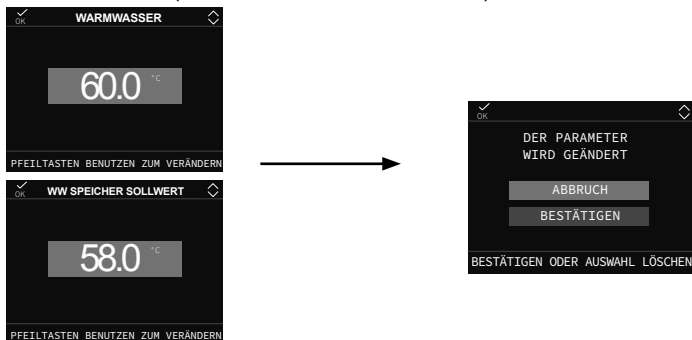 OK WARMWASSER
60.0 °C
PFEILTASTEN BENUTZEN ZUM VERÄNDERN
OK WW SPEICHER SOLLWERT
58.0 °C
PFEILTASTEN BENUTZEN ZUM VERÄNDERN
OK
DER PARAMETER
WIRD GEÄNDERT
ABBRUCH
BESTÄTIGEN
BESTÄTIGEN ODER AUSWAHL LÖSCHEN